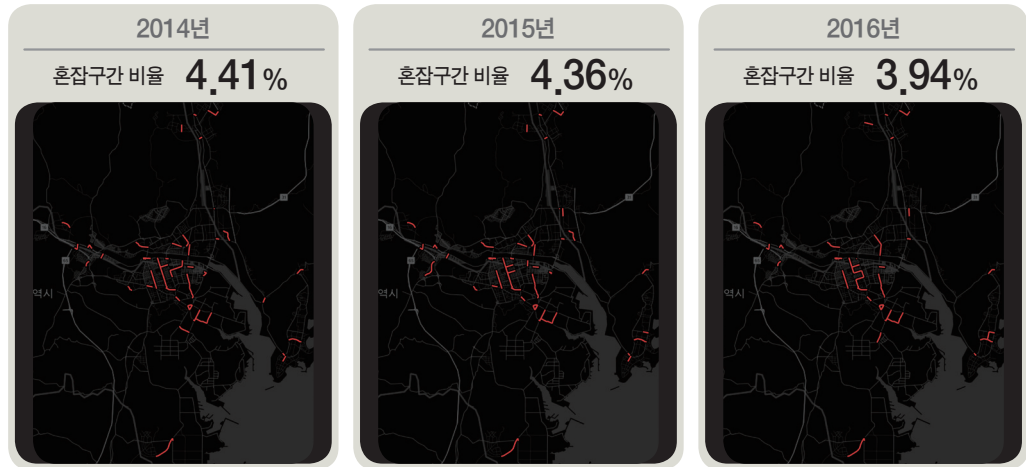 2014년
혼잡구간 비율 4.41%
역시
2015년
혼잡구간 비율 4.36%
역시
2016년
혼잡구간 비율 3.94%
역시